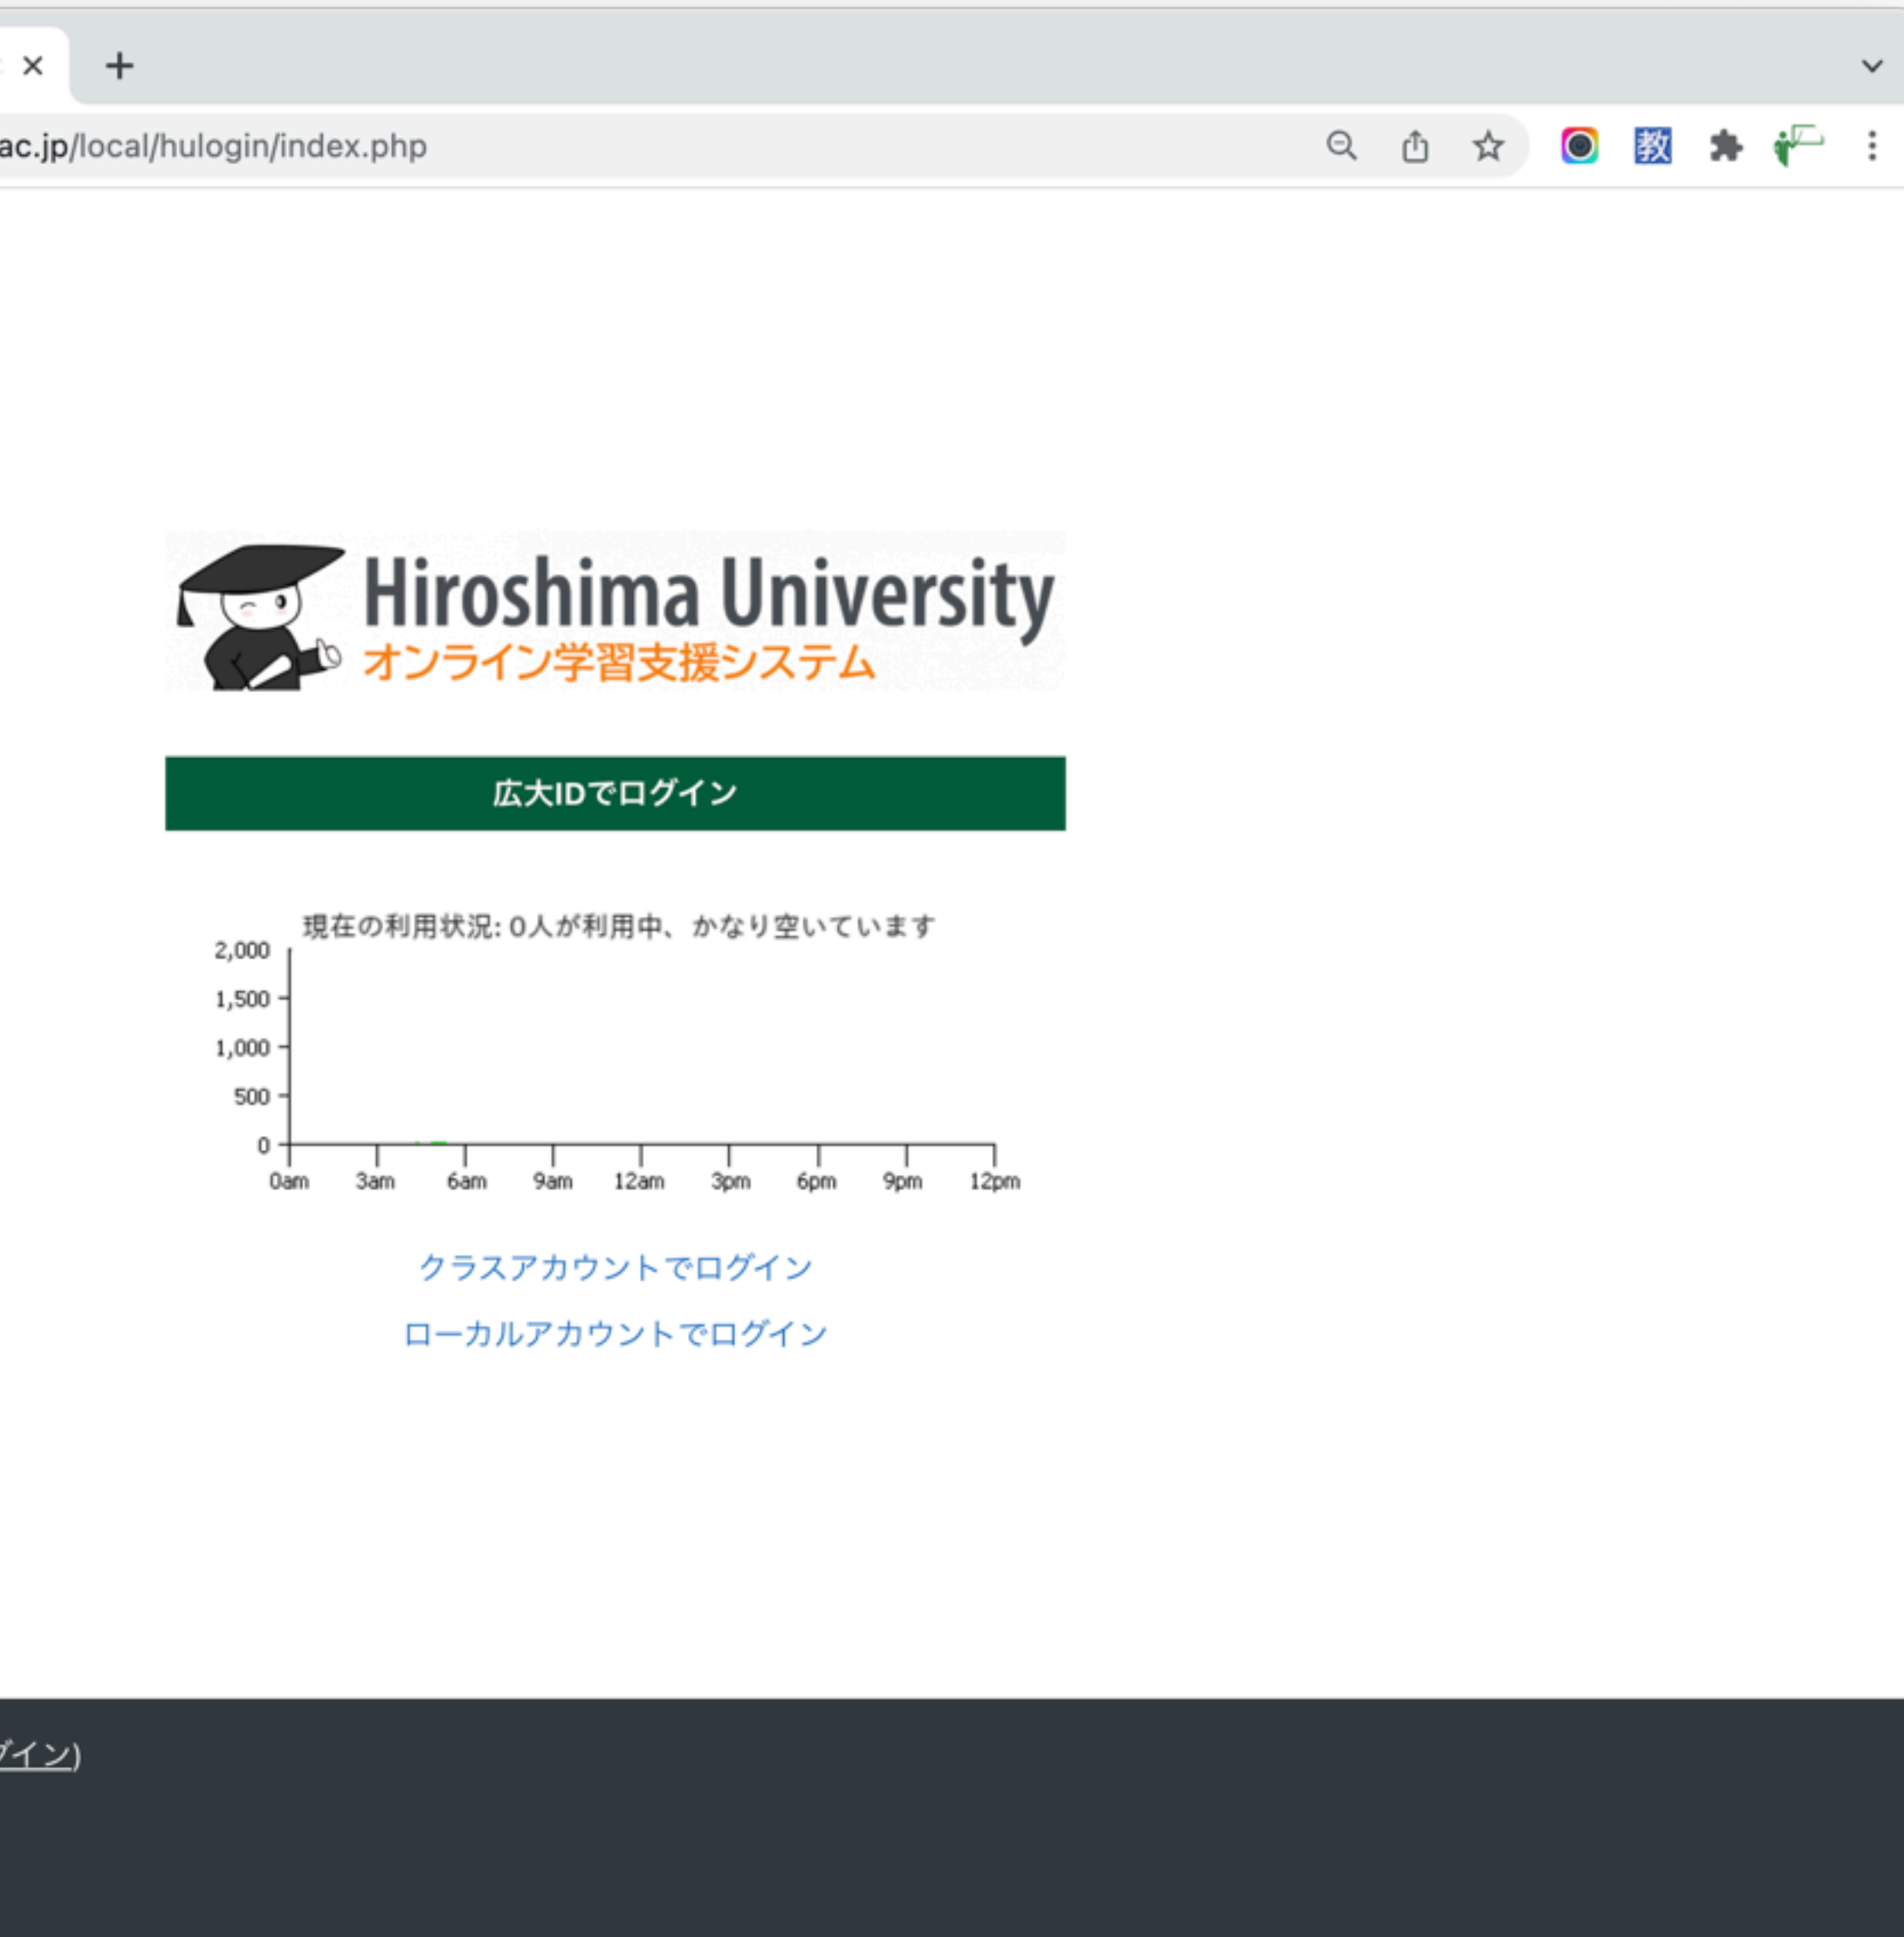 ac.jp/local/hulogin/index.php
教
Hiroshima University
オンライン学習支援システム
広大IDでログイン
現在の利用状況: 0人が利用中、かなり空いています
2,000
1,500
1,000
500
0
0am 3am 6am 9am 12am 3pm 6pm 9pm 12pm
クラスアカウントでログイン
ローカルアカウントでログイン
グイン)